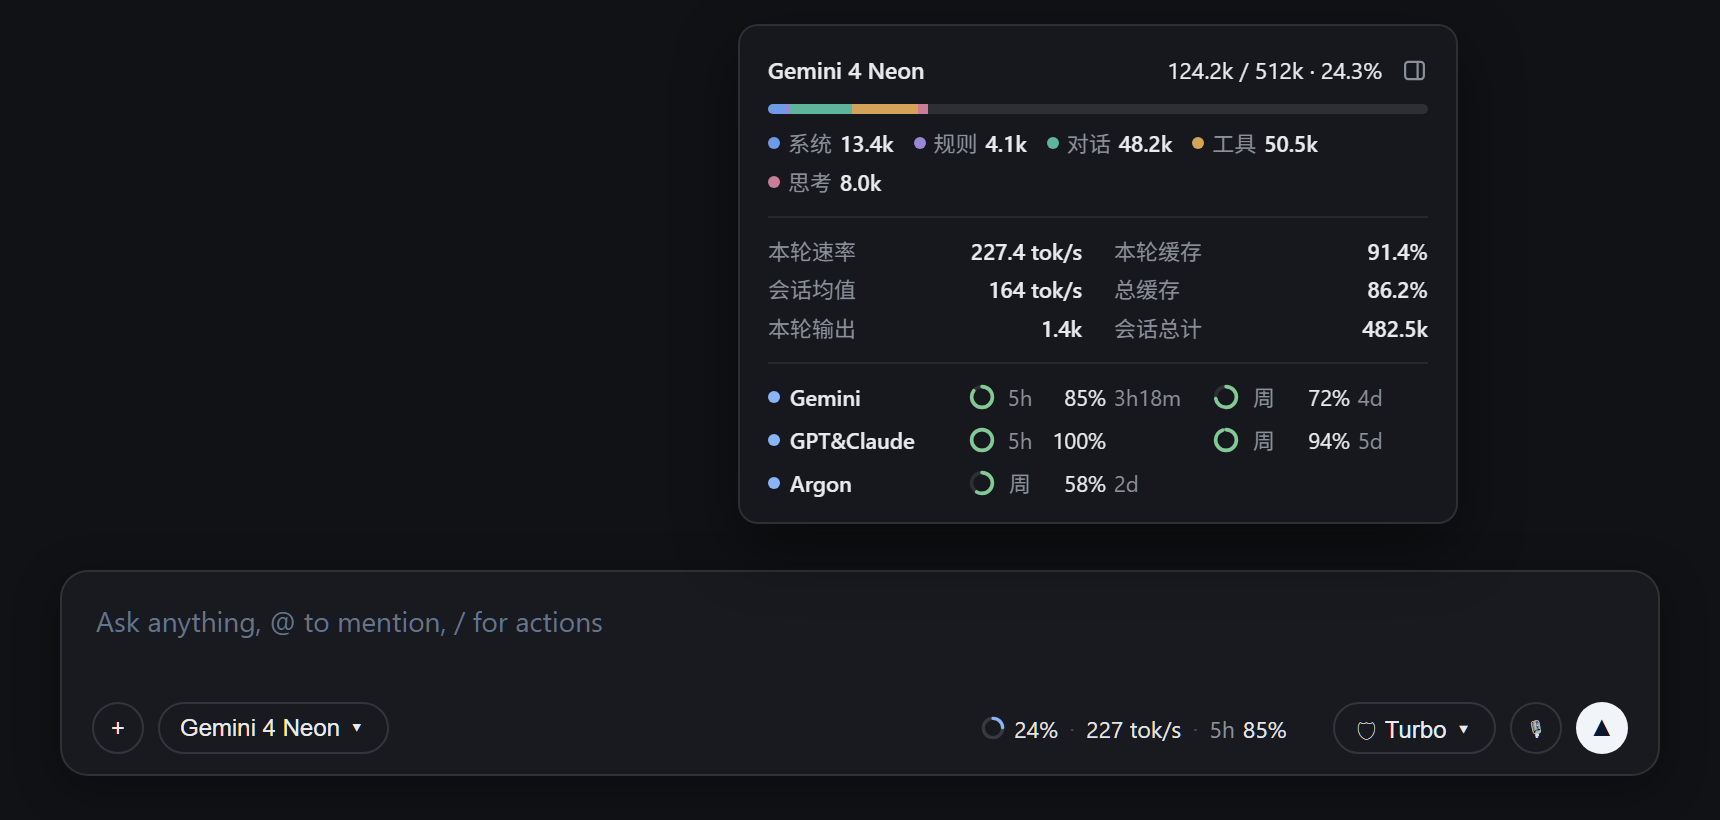 Gemini 4 Neon 124.2k / 512k · 24.3%
系统 13.4k 规则 4.1k 对话 48.2k 工具 50.5k
思考 8.0k
本轮速率 227.4 tok/s 本轮缓存 91.4%
会话均值 164 tok/s 总缓存 86.2%
本轮输出 1.4k 会话总计 482.5k
Gemini 5h 85% 3h18m 周 72% 4d
GPT&Claude 5h 100% 周 94% 5d
Argon 周 58% 2d
Ask anything, @ to mention, / for actions
+ Gemini 4 Neon ▼ 24% · 227 tok/s · 5h 85% Turbo ▼